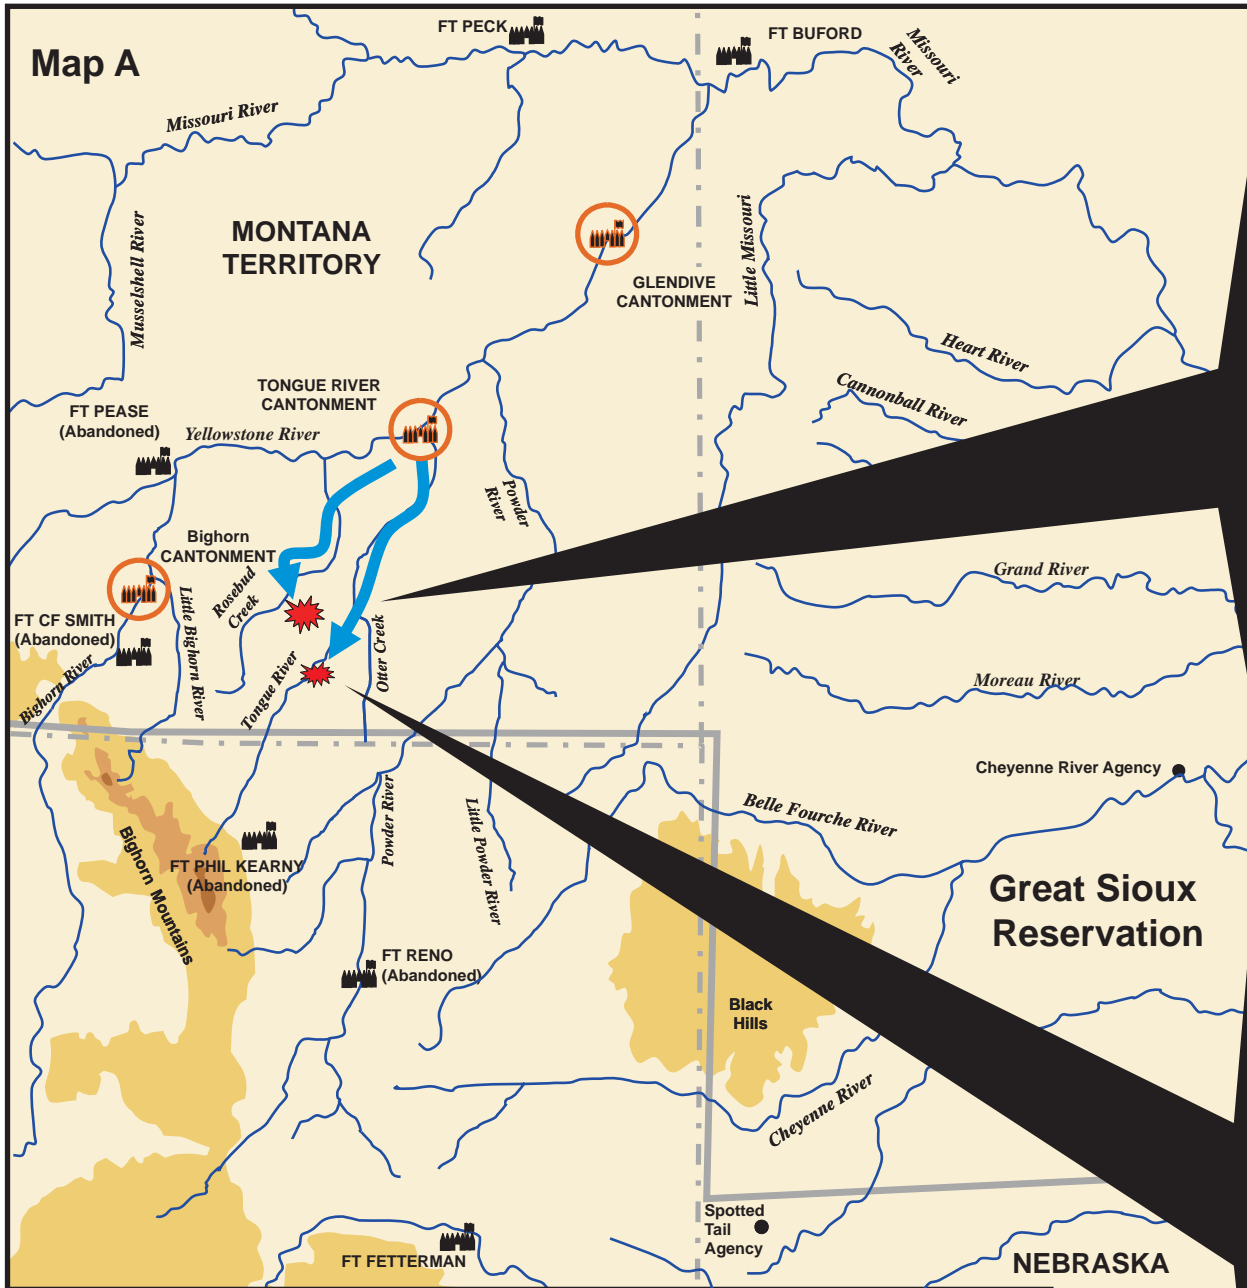 FT PECK
FT BUFORD
Missouri
River
Map A
Missouri River
MONTANA
TERRITORY
Musselshell River
Little Missouri
GLENDIVE
CANTONMENT
Heart River
Cannonball River
TONGUE RIVER
CANTONMENT
FT PEASE
(Abandoned)
Yellowstone River
Powder
River
Bighorn
CANTONMENT
Rosebud
Creek
Grand River
FT CF SMITH
(Abandoned)
Little Bighorn River
Bighorn River
Tongue River
Otter Creek
Moreau River
Cheyenne River Agency
Powder River
Little Powder River
Belle Fourche River
Bighorn Mountains
FT PHIL KEARNY
(Abandoned)
Great Sioux
Reservation
FT RENO
(Abandoned)
Black
Hills
Cheyenne River
Spotted
Tail
Agency
FT FETTERMAN
NEBRASKA